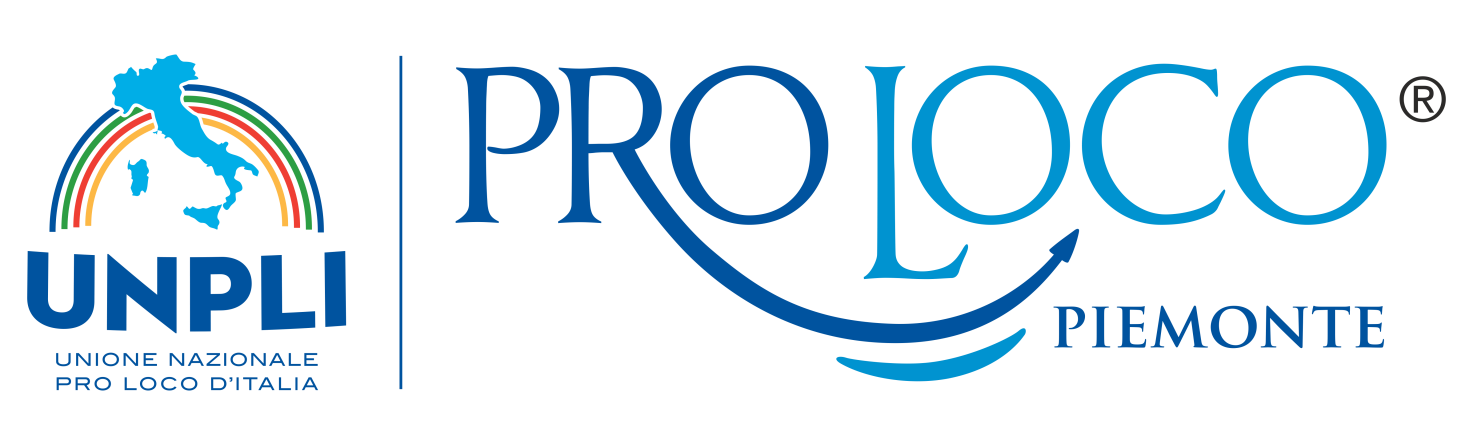 UNPLI
UNIONE NAZIONALE
PRO LOCO D'ITALIA
PRO LOCO®
PIEMONTE